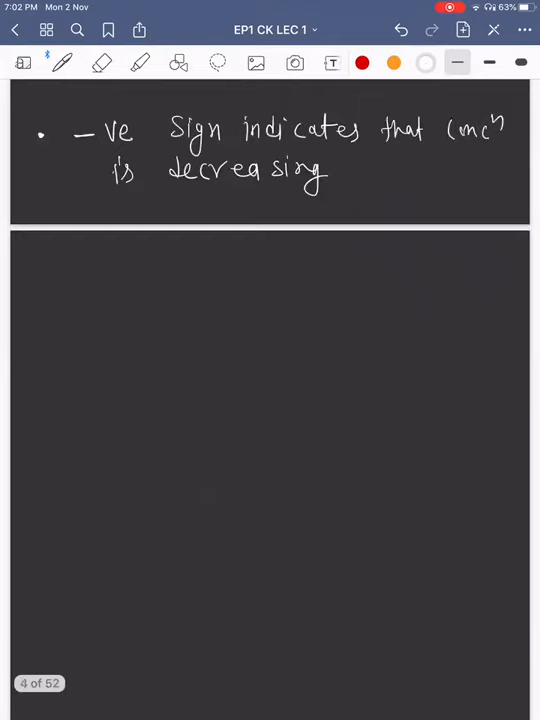 7:02 PM Mon 2 Nov 63%
EP1 CK LEC 1
T
• -ve Sign indicates that concⁿ
is decreasing
4 of 52